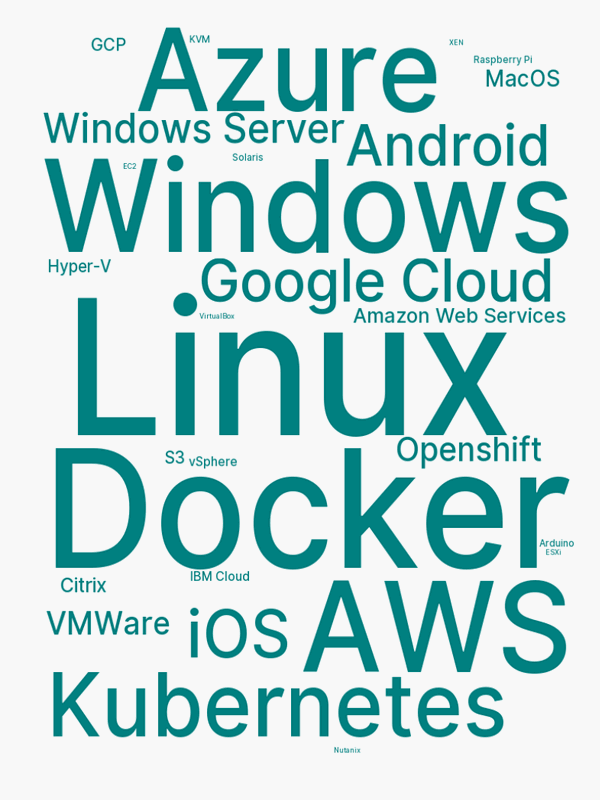 GCP
KVM
Azure
XEN
Raspberry Pi
MacOS
Windows Server
Android
Solaris
EC2
Windows
Hyper-V
Google Cloud
VirtualBox
Amazon Web Services
Linux
Openshift
S3
vSphere
Docker
Arduino
ESXi
IBM Cloud
Citrix
VMWare
iOS
AWS
Kubernetes
Nutanix